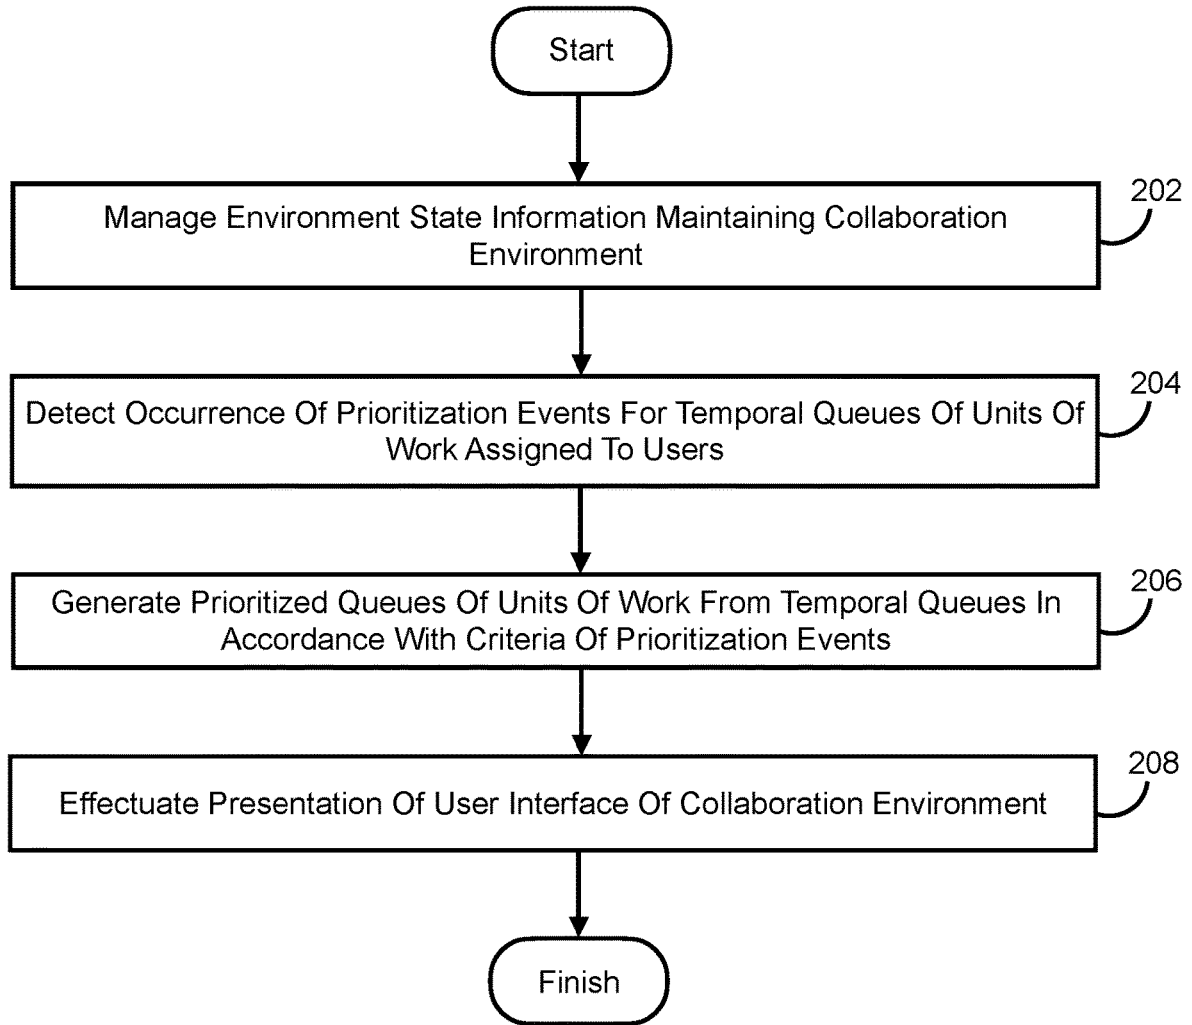 Start
202
Manage Environment State Information Maintaining Collaboration
Environment
204
Detect Occurrence Of Prioritization Events For Temporal Queues Of Units Of
Work Assigned To Users
206
Generate Prioritized Queues Of Units Of Work From Temporal Queues In
Accordance With Criteria Of Prioritization Events
208
Effectuate Presentation Of User Interface Of Collaboration Environment
Finish